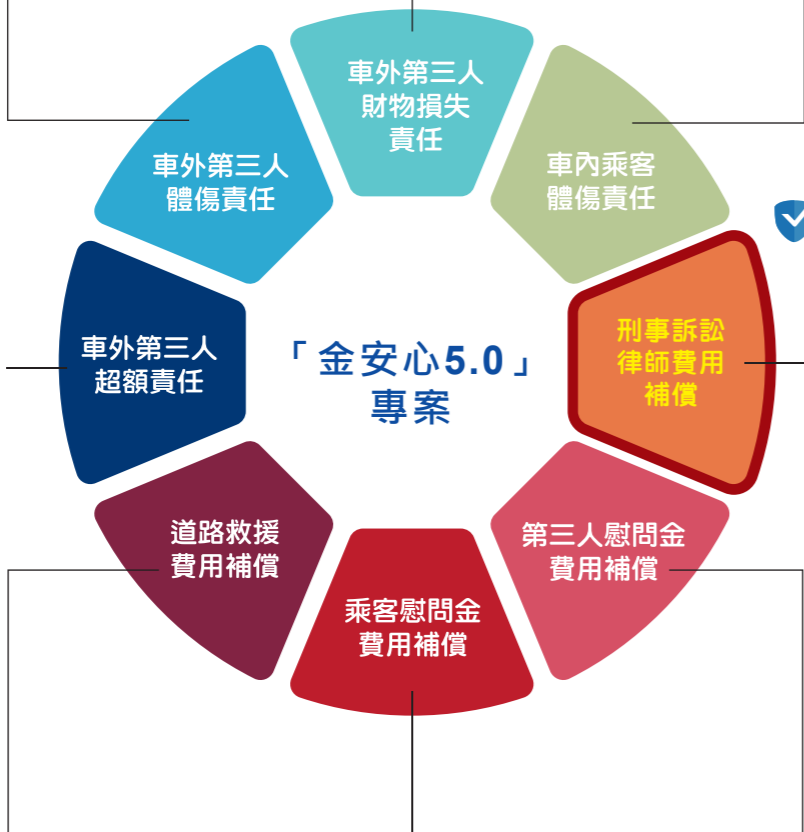 車外第三人
財物損失
責任
車內乘客
體傷責任
刑事訴訟
律師費用
補償
第三人慰問金
費用補償
乘客慰問金
費用補償
道路救援
費用補償
車外第三人
超額責任
車外第三人
體傷責任
「金安心5.0」
專案